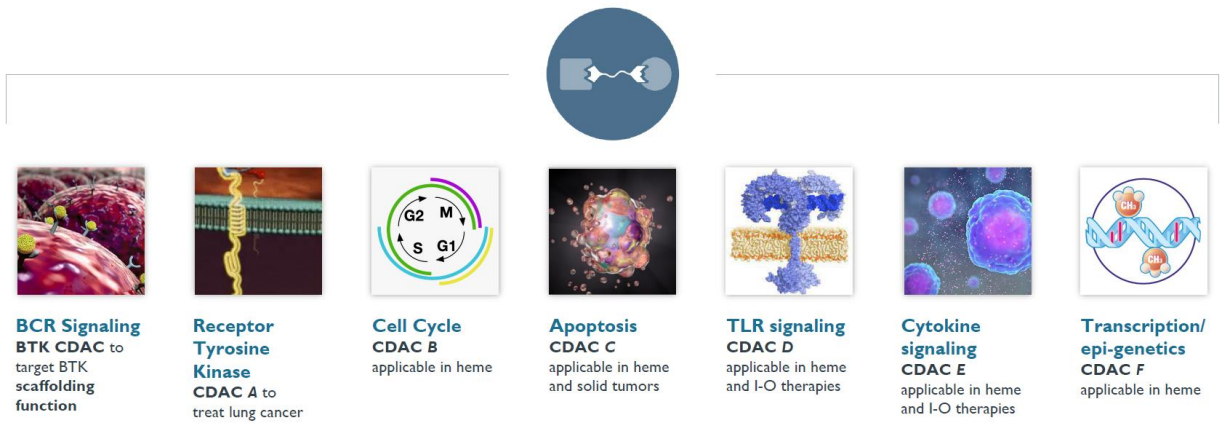 G2
M
S
G1
CH₃
CH₃
BCR Signaling
BTK CDAC to
target BTK
scaffolding
function
Receptor
Tyrosine
Kinase
CDAC A to
treat lung cancer
Cell Cycle
CDAC B
applicable in heme
Apoptosis
CDAC C
applicable in heme
and solid tumors
TLR signaling
CDAC D
applicable in heme
and I-O therapies
Cytokine
signaling
CDAC E
applicable in heme
and I-O therapies
Transcription/
epi-genetics
CDAC F
applicable in heme